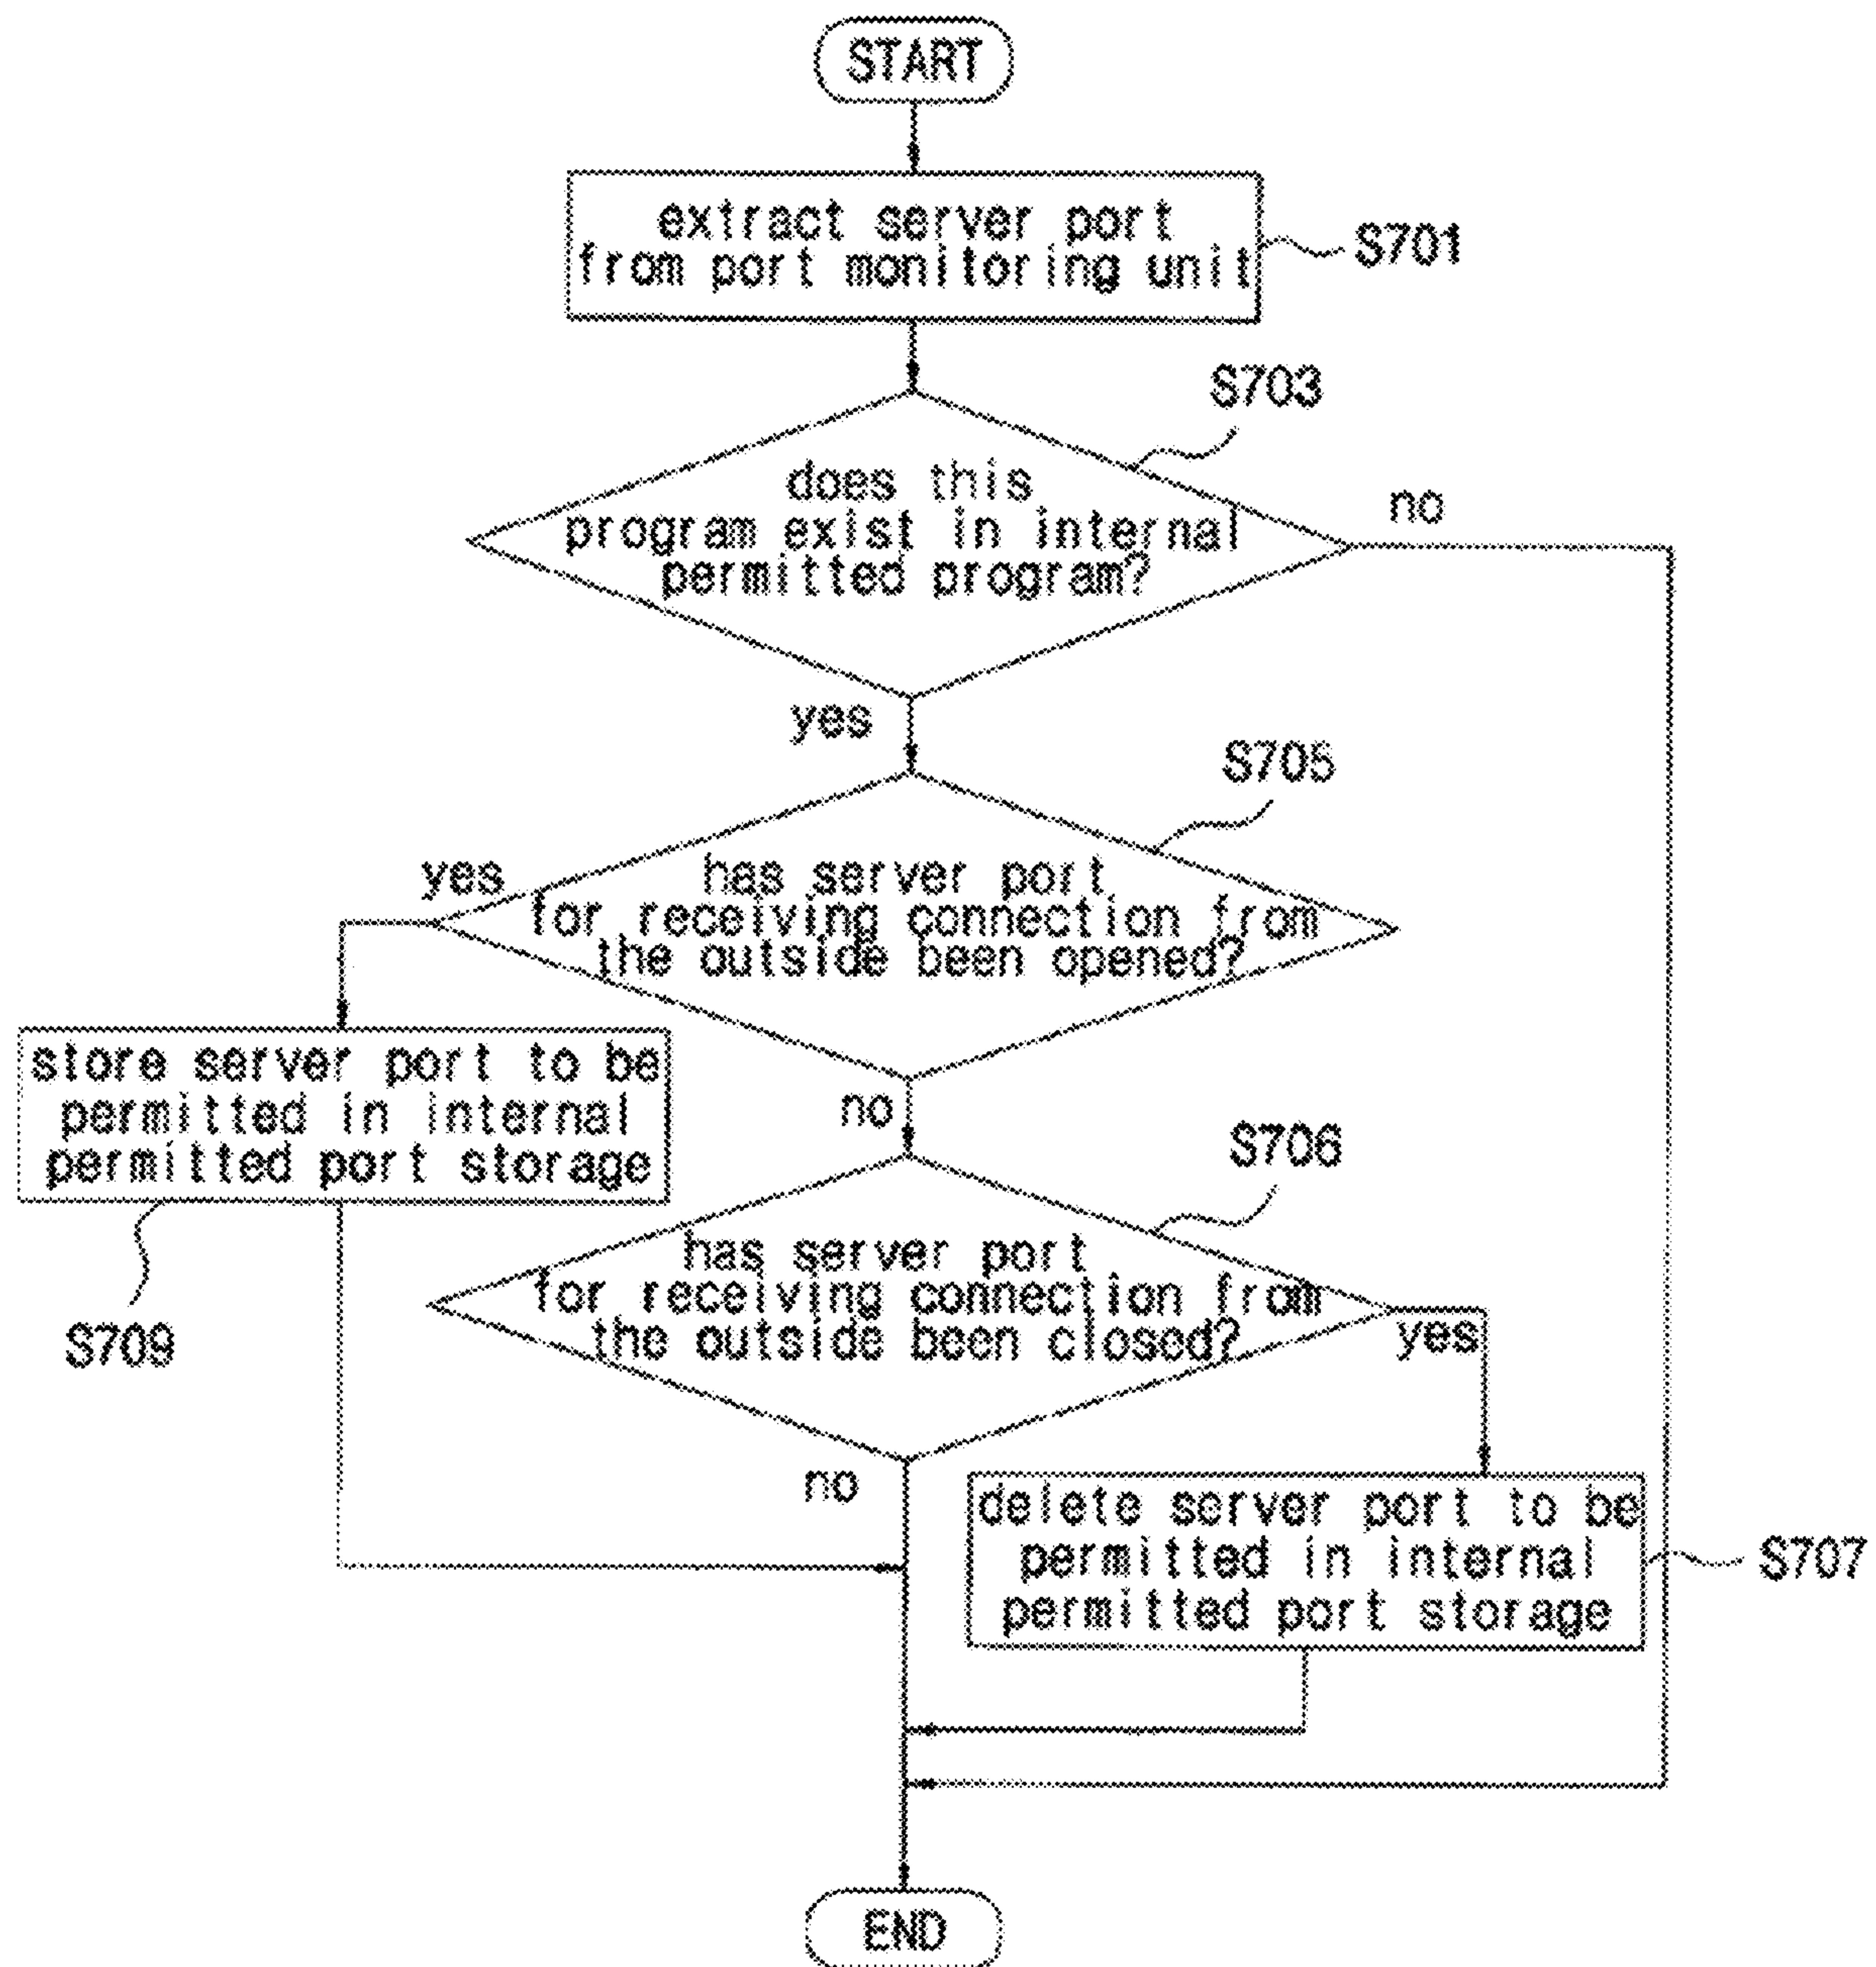 START
extract server port
from port monitoring unit
S701
S703
does this
program exist in internal
permitted program?
no
yes
S705
has server port
for receiving connection from
the outside been opened?
yes
no
store server port to be
permitted in internal
permitted port storage
S709
S706
has server port
for receiving connection from
the outside been closed?
yes
no
delete server port to be
permitted in internal
permitted port storage
S707
END